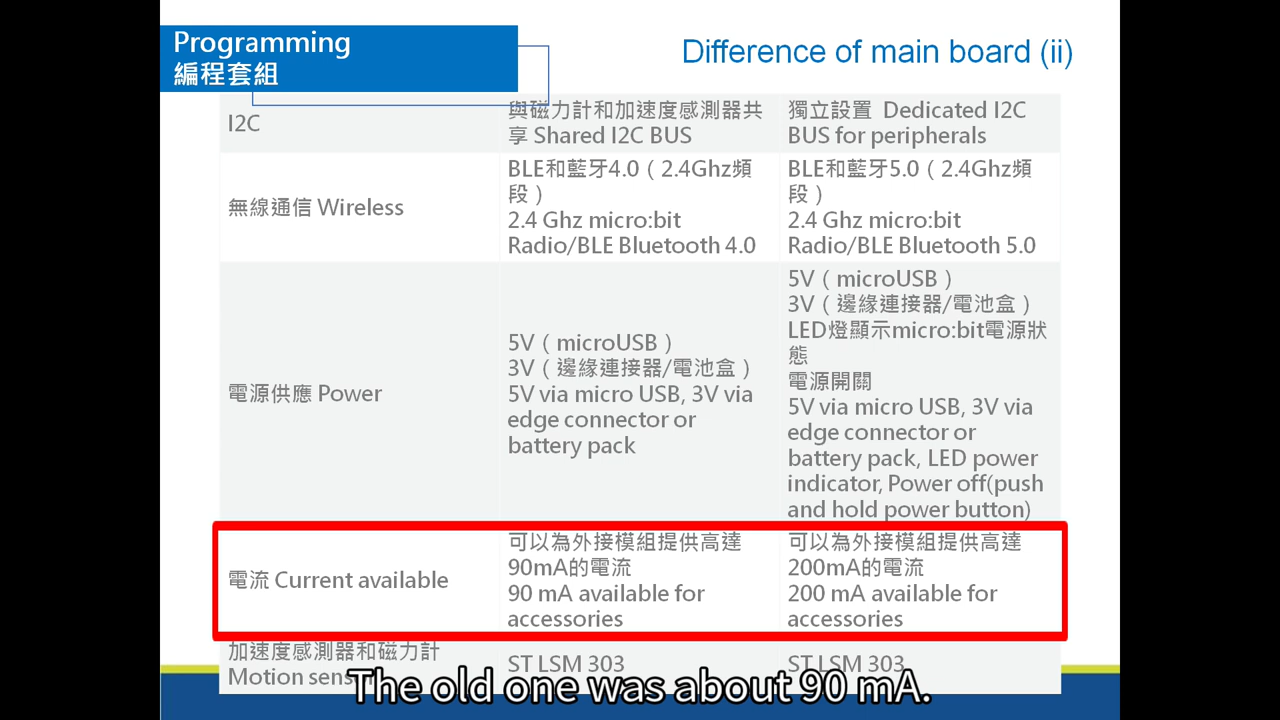 Programming
編程套組
Difference of main board (ii)
I2C
與磁力計和加速度感測器共
享 Shared I2C BUS
獨立設置 Dedicated I2C
BUS for peripherals
無線通信 Wireless
BLE和藍牙4.0（2.4Ghz頻
段）
2.4 Ghz micro:bit
Radio/BLE Bluetooth 4.0
BLE和藍牙5.0（2.4Ghz頻
段）
2.4 Ghz micro:bit
Radio/BLE Bluetooth 5.0
電源供應 Power
5V（microUSB）
3V（邊緣連接器/電池盒）
5V via micro USB, 3V via
edge connector or
battery pack
5V（microUSB）
3V（邊緣連接器/電池盒）
LED燈顯示micro:bit電源狀
態
電源開關
5V via micro USB, 3V via
edge connector or
battery pack, LED power
indicator, Power off(push
and hold power button)
電流 Current available
可以為外接模組提供高達
90mA的電流
90 mA available for
accessories
可以為外接模組提供高達
200mA的電流
200 mA available for
accessories
加速度感測器和磁力計
Motion
ST LSM 303
ST LSM 303
The old one was about 90 mA.